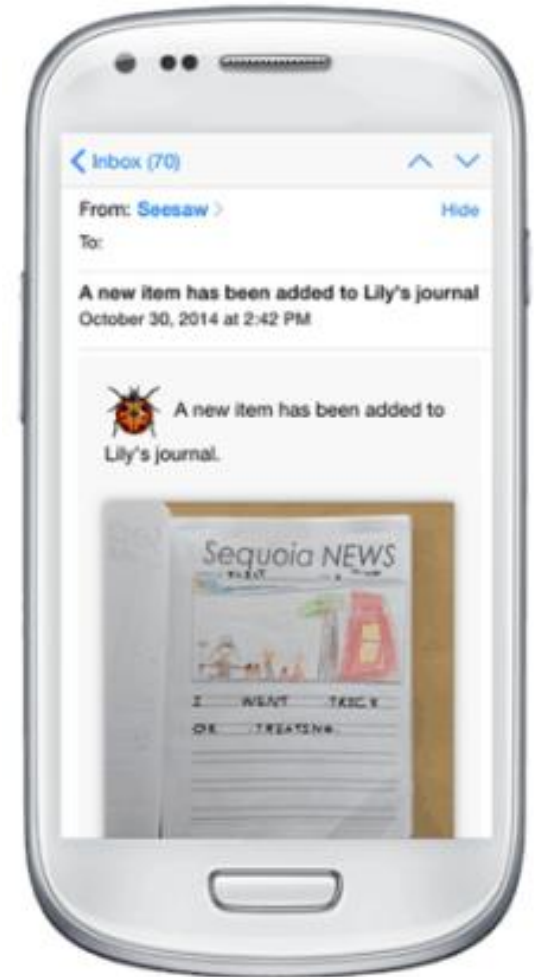 Inbox (70)
From: Seesaw Hide
To:
A new item has been added to Lily's journal
October 30, 2014 at 2:42 PM
A new item has been added to
Lily's journal.
Sequoia NEWS
I WENT TRICK
OR TREATING.